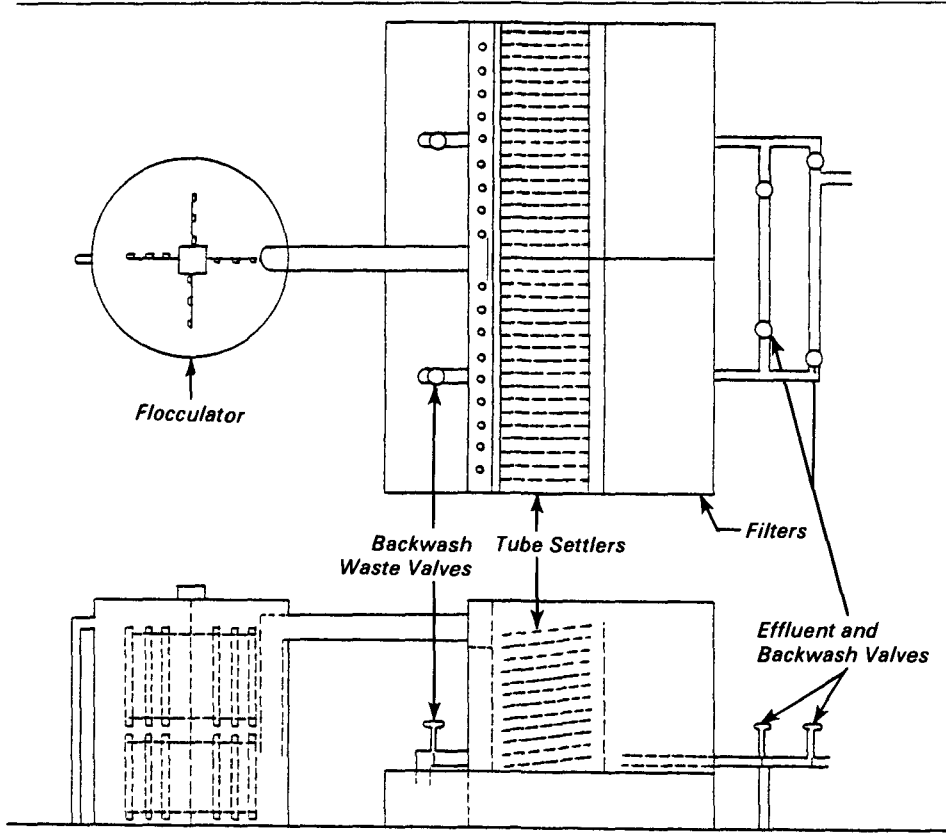 Flocculator
Backwash
Waste Valves
Tube Settlers
Filters
Effluent and
Backwash Valves